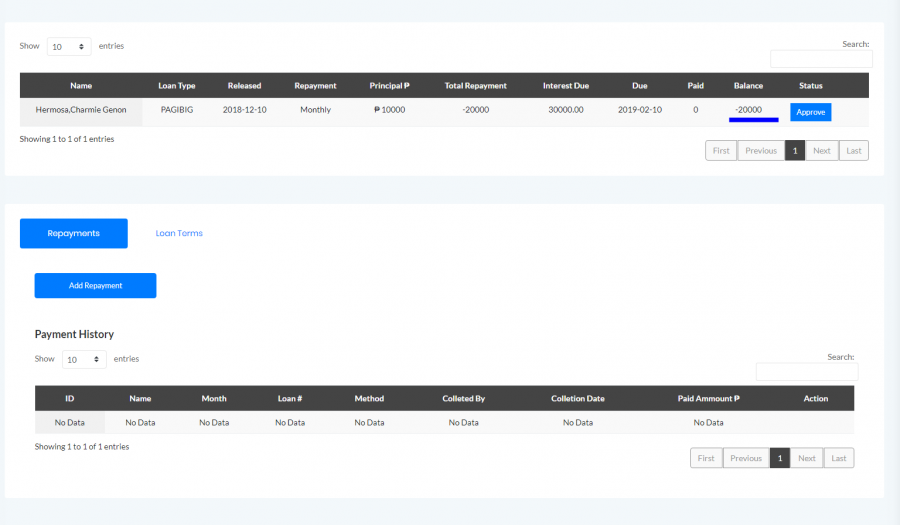 Show 10 entries
Search:
Name Loan Type Released Repayment Principal ₱ Total Repayment Interest Due Due Paid Balance Status
Hermosa,Charmie Genon PAGIBIG 2018-12-10 Monthly ₱ 10000 -20000 30000.00 2019-02-10 0 -20000 Approve
Showing 1 to 1 of 1 entries
First Previous 1 Next Last
Repayments Loan Terms
Add Repayment
Payment History
Show 10 entries
Search:
ID Name Month Loan # Method Colleted By Colletion Date Paid Ammount ₱ Action
No Data No Data No Data No Data No Data No Data No Data No Data
Showing 1 to 1 of 1 entries
First Previous 1 Next Last